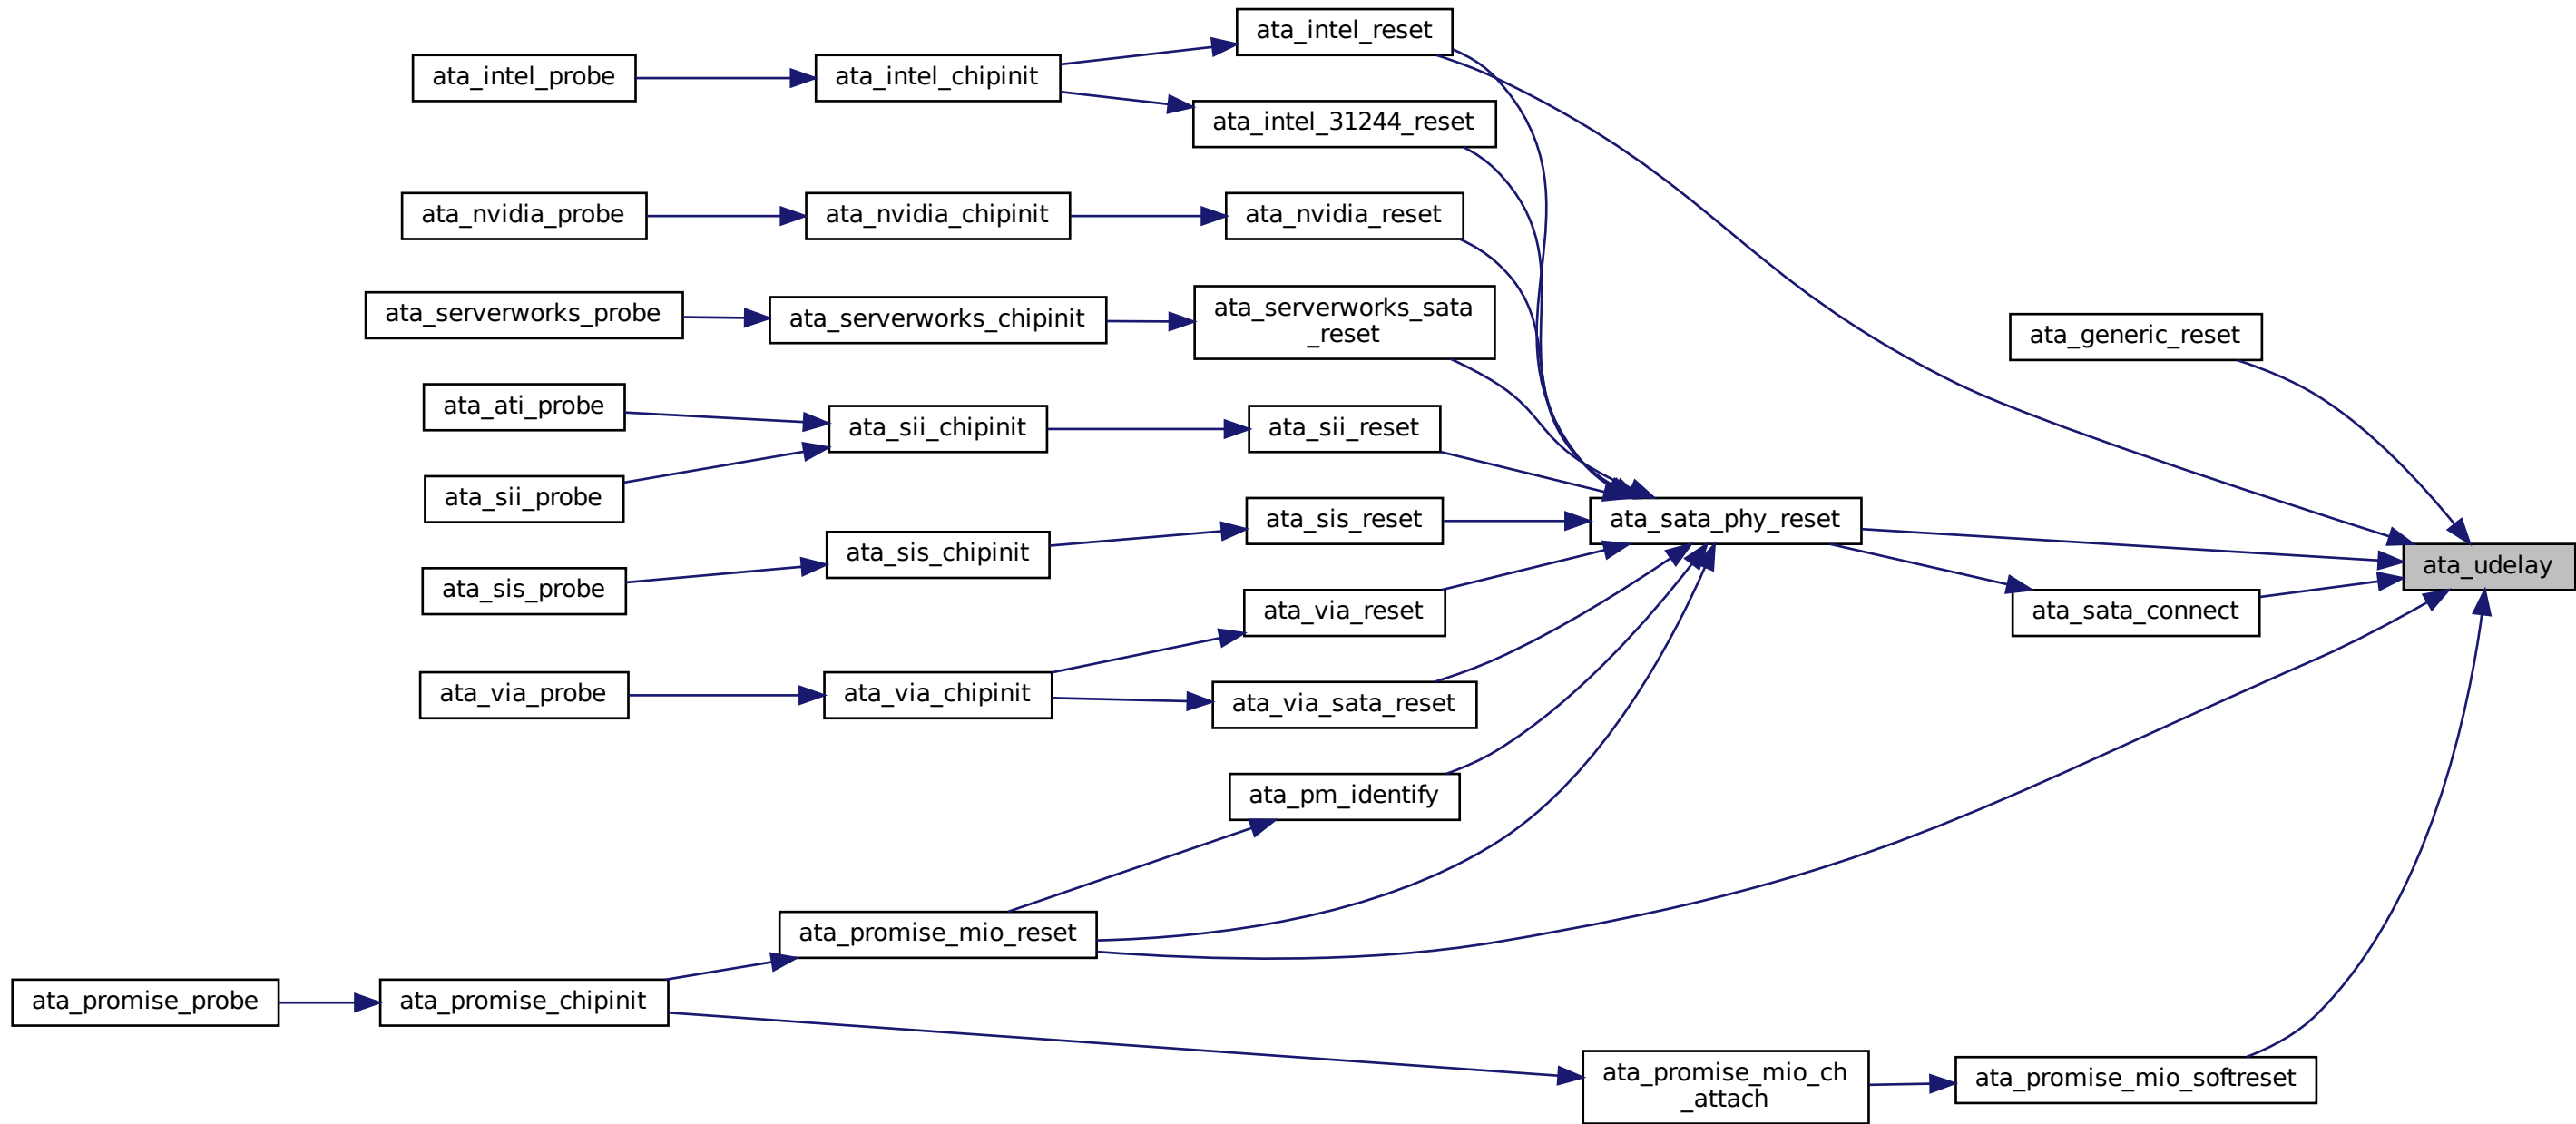 ata_intel_reset
ata_intel_probe
ata_intel_chipinit
ata_intel_31244_reset
ata_nvidia_probe
ata_nvidia_chipinit
ata_nvidia_reset
ata_serverworks_probe
ata_serverworks_chipinit
ata_serverworks_sata
_reset
ata_generic_reset
ata_ati_probe
ata_sii_chipinit
ata_sii_reset
ata_sii_probe
ata_sis_reset
ata_sata_phy_reset
ata_sis_chipinit
ata_udelay
ata_sis_probe
ata_via_reset
ata_sata_connect
ata_via_probe
ata_via_chipinit
ata_via_sata_reset
ata_pm_identify
ata_promise_mio_reset
ata_promise_probe
ata_promise_chipinit
ata_promise_mio_ch
_attach
ata_promise_mio_softreset